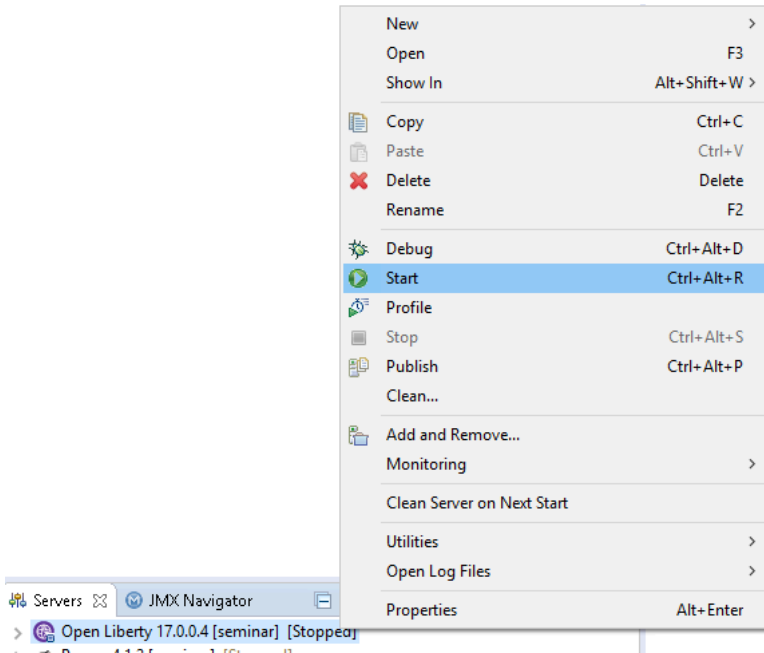 New
Open F3
Show In Alt+Shift+W
Copy Ctrl+C
Paste Ctrl+V
Delete Delete
Rename F2
Debug Ctrl+Alt+D
Start Ctrl+Alt+R
Profile
Stop Ctrl+Alt+S
Publish Ctrl+Alt+P
Clean...
Add and Remove...
Monitoring
Clean Server on Next Start
Utilities
Open Log Files
Properties Alt+Enter
Servers JMX Navigator
Open Liberty 17.0.0.4 [seminar] [Stopped]